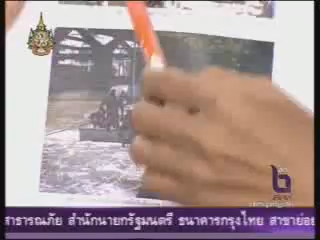 สาธารณภัย สำนักนายกรัฐมนตรี ธนาคารกรุงไทย สาขาย่อย